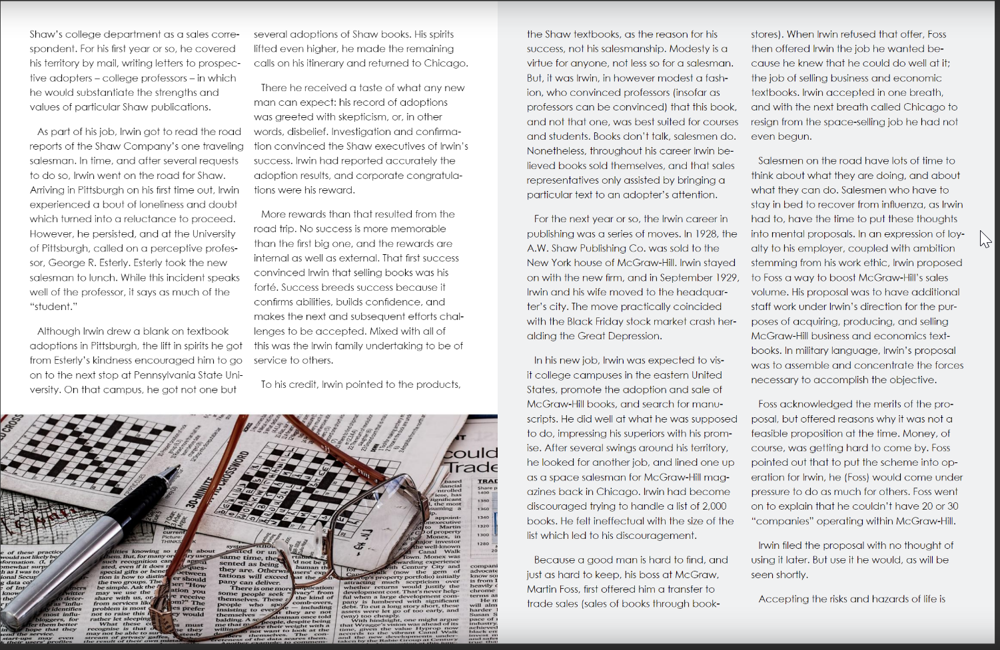 Shaw's college department as a sales corre-
spondent. For his first year or so, he covered
his territory by mail, writing letters to prospec-
tive adopters – college professors – in which
he would substantiate the strengths and
values of particular Shaw publications.
As part of his job, Irwin got to read the road
reports of the Shaw Company's one traveling
salesman. In time, and after several requests
to do so, Irwin went on the road for Shaw.
Arriving in Pittsburgh on his first time out, Irwin
experienced a bout of loneliness and doubt
which turned into a reluctance to proceed.
However, he persisted, and at the University
of Pittsburgh, called on a perceptive profes-
sor, George R. Esterly. Esterly took the new
salesman to lunch. While this incident speaks
well of the professor, it says as much of the
“student.”
Although Irwin drew a blank on textbook
adoptions in Pittsburgh, the lift in spirits he got
from Esterly's kindness encouraged him to go
on to the next stop at Pennsylvania State Uni-
versity. On that campus, he got not one but
several adoptions of Shaw books. His spirits
lifted even higher, he made the remaining
calls on his itinerary and returned to Chicago.
There he received a taste of what any new
man can expect: his record of adoptions
was greeted with skepticism, or, in other
words, disbelief. Investigation and confirma-
tion convinced the Shaw executives of Irwin's
success. Irwin had reported accurately the
adoption results, and corporate congratula-
tions were his reward.
More rewards than that resulted from the
road trip. No success is more memorable
than the first big one, and the rewards are
internal as well as external. That first success
convinced Irwin that selling books was his
forté. Success breeds success because it
confirms abilities, builds confidence, and
makes the next and subsequent efforts chal-
lenges to be accepted. Mixed with all of
this was the Irwin family undertaking to be of
service to others.
To his credit, Irwin pointed to the products,
the Shaw textbooks, as the reason for his
success, not his salesmanship. Modesty is a
virtue for anyone, not less so for a salesman.
But, it was Irwin, in however modest a fash-
ion, who convinced professors (insofar as
professors can be convinced) that this book,
and not that one, was best suited for courses
and students. Books don't talk, salesmen do.
Nonetheless, throughout his career Irwin be-
lieved books sold themselves, and that sales
representatives only assisted by bringing a
particular text to an adopter's attention.
For the next year or so, the Irwin career in
publishing was a series of moves. In 1928, the
A.W. Shaw Publishing Co. was sold to the
New York house of McGraw-Hill. Irwin stayed
on with the new firm, and in September 1929,
Irwin and his wife moved to the headquar-
ter's city. The move practically coincided
with the Black Friday stock market crash her-
alding the Great Depression.
In his new job, Irwin was expected to vis-
it college campuses in the eastern United
States, promote the adoption and sale of
McGraw-Hill books, and search for manu-
scripts. He did well at what he was supposed
to do, impressing his superiors with his prom-
ise. After several swings around his territory,
he looked for another job, and lined one up
as a space salesman for McGraw-Hill mag-
azines back in Chicago. Irwin had become
discouraged trying to handle a list of 2,000
books. He felt ineffectual with the size of the
list which led to his discouragement.
Because a good man is hard to find, and
just as hard to keep, his boss at McGraw,
Martin Foss, first offered him a transfer to
trade sales (sales of books through book-
stores). When Irwin refused that offer, Foss
then offered Irwin the job he wanted be-
cause he knew that he could do well at it;
the job of selling business and economic
textbooks. Irwin accepted in one breath,
and with the next breath called Chicago to
resign from the space-selling job he had not
even begun.
Salesmen on the road have lots of time to
think about what they are doing, and about
what they can do. Salesmen who have to
stay in bed to recover from influenza, as Irwin
had to, have the time to put these thoughts
into mental proposals. In an expression of loy-
alty to his employer, coupled with ambition
stemming from his work ethic, Irwin proposed
to Foss a way to boost McGraw-Hill's sales
volume. His proposal was to have additional
staff work under Irwin's direction for the pur-
poses of acquiring, producing, and selling
McGraw-Hill business and economics text-
books. In military language, Irwin's proposal
was to assemble and concentrate the forces
necessary to accomplish the objective.
Foss acknowledged the merits of the pro-
posal, but offered reasons why it was not a
feasible proposition at the time. Money, of
course, was getting hard to come by. Foss
pointed out that to put the scheme into op-
eration for Irwin, he (Foss) would come under
pressure to do as much for others. Foss went
on to explain that he couldn't have 20 or 30
“companies” operating within McGraw-Hill.
Irwin filed the proposal with no thought of
using it later. But use it he would, as will be
seen shortly.
Accepting the risks and hazards of life is
30-MINUTE
CROSSWORD
could
Trade